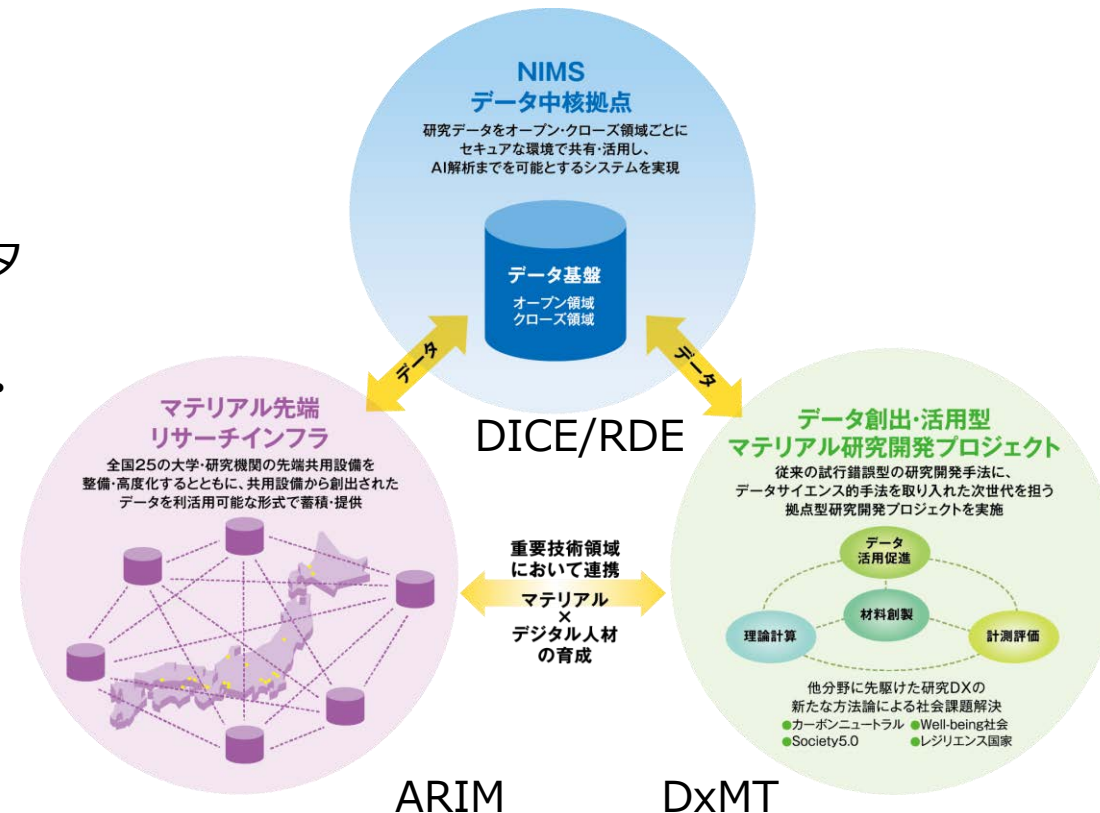 NIMS
データ中核拠点
研究データをオープン・クローズ領域ごとに
セキュアな環境で共有・活用し、
AI解析までを可能とするシステムを実現
データ基盤
オープン領域
クローズ領域
タ
データ
データ
DICE/RDE
マテリアル先端
リサーチインフラ
全国25の大学・研究機関の先端共用設備を
整備・高度化するとともに、共用設備から創出された
データを利活用可能な形式で蓄積・提供
重要技術領域
において連携
マテリアル
×
デジタル人材
の育成
データ創出・活用型
マテリアル研究開発プロジェクト
従来の試行錯誤型の研究開発手法に、
データサイエンス的手法を取り入れた次世代を担う
拠点型研究開発プロジェクトを実施
データ
活用促進
材料創製
理論計算
計測評価
他分野に先駆けた研究DXの
新たな方法論による社会課題解決
●カーボンニュートラル ●Well-being社会
●Society5.0 ●レジリエンス国家
ARIM
DxMT